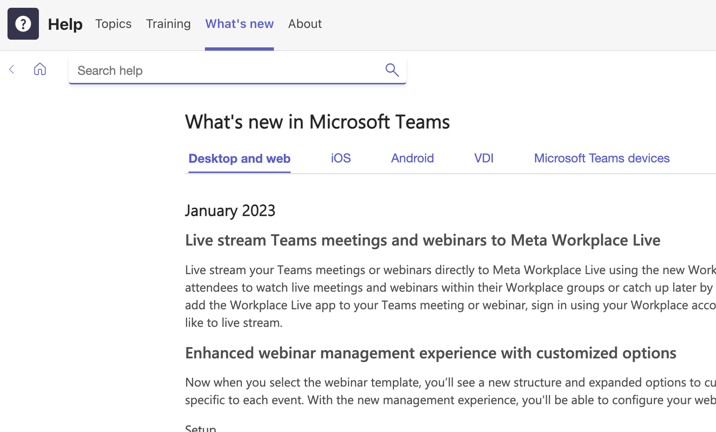 ? Help Topics Training What's new About
Search help
What's new in Microsoft Teams
Desktop and web iOS Android VDI Microsoft Teams devices
January 2023
Live stream Teams meetings and webinars to Meta Workplace Live
Live stream your Teams meetings or webinars directly to Meta Workplace Live using the new Work
attendees to watch live meetings and webinars within their Workplace groups or catch up later by
add the Workplace Live app to your Teams meeting or webinar, sign in using your Workplace acco
like to live stream.
Enhanced webinar management experience with customized options
Now when you select the webinar template, you'll see a new structure and expanded options to cu
specific to each event. With the new management experience, you'll be able to configure your web
Setup